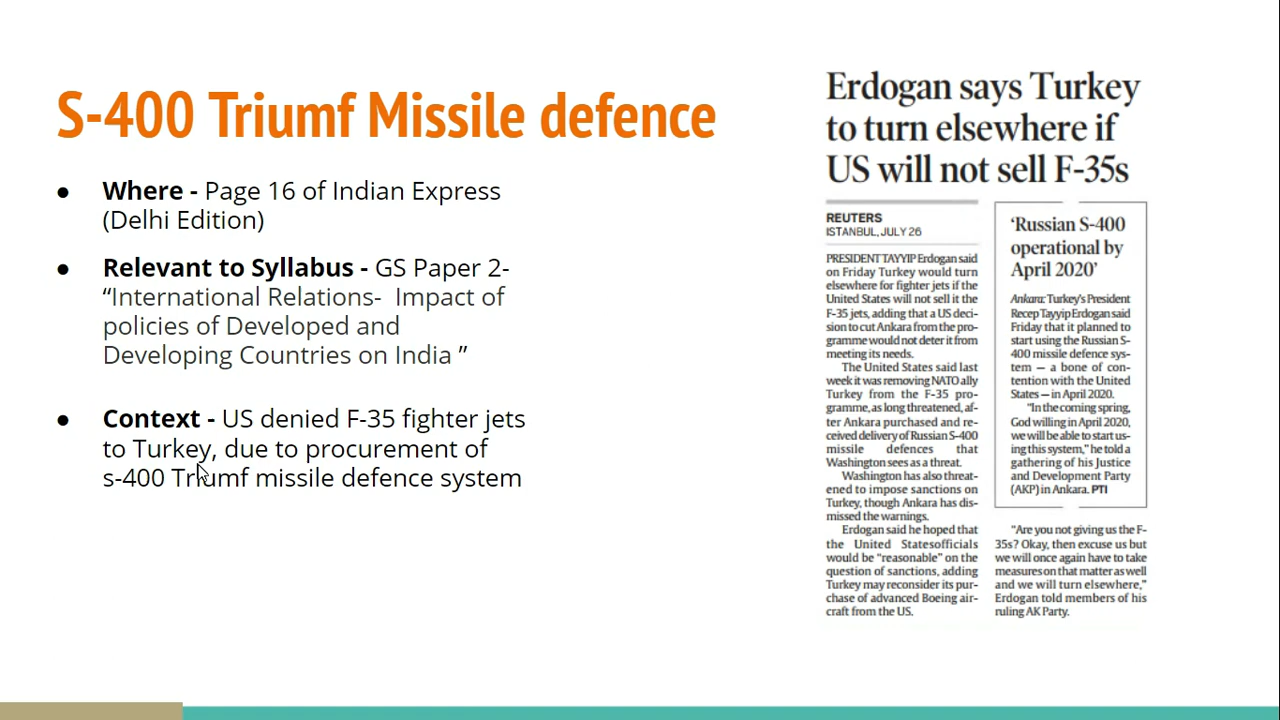 S-400 Triumf Missile defence
● Where - Page 16 of Indian Express
(Delhi Edition)
● Relevant to Syllabus - GS Paper 2-
“International Relations-  Impact of
policies of Developed and
Developing Countries on India ”
● Context - US denied F-35 fighter jets
to Turkey, due to procurement of
s-400 Triumf missile defence system
Erdogan says Turkey
to turn elsewhere if
US will not sell F-35s
REUTERS
ISTANBUL, JULY 26
PRESIDENT TAYYIP Erdogan said
on Friday Turkey would turn
elsewhere for fighter jets if the
United States will not sell it the
F-35 jets, adding that a US deci-
sion to cut Ankara from the pro-
gramme would not deter it from
meeting its needs.
The United States said last
week it was removing NATO ally
Turkey from the F-35 pro-
gramme, as long threatened, af-
ter Ankara purchased and re-
ceived delivery of Russian S-400
missile defences that
Washington sees as a threat.
Washington has also threat-
ened to impose sanctions on
Turkey, though Ankara has dis-
missed the warnings.
Erdogan said he hoped that
the United Statesofficials
would be “reasonable” on the
question of sanctions, adding
Turkey may reconsider its pur-
chase of advanced Boeing air-
craft from the US.
‘Russian S-400
operational by
April 2020’
Ankara: Turkey's President
Recep Tayyip Erdogan said
Friday that it planned to
start using the Russian S-
400 missile defence sys-
tem — a bone of con-
tention with the United
States — in April 2020.
“In the coming spring,
God willing in April 2020,
we will be able to start us-
ing this system,” he told a
gathering of his Justice
and Development Party
(AKP) in Ankara. PTI
“Are you not giving us the F-
35s? Okay, then excuse us but
we will once again have to take
measures on that matter as well
and we will turn elsewhere,”
Erdogan told members of his
ruling AK Party.